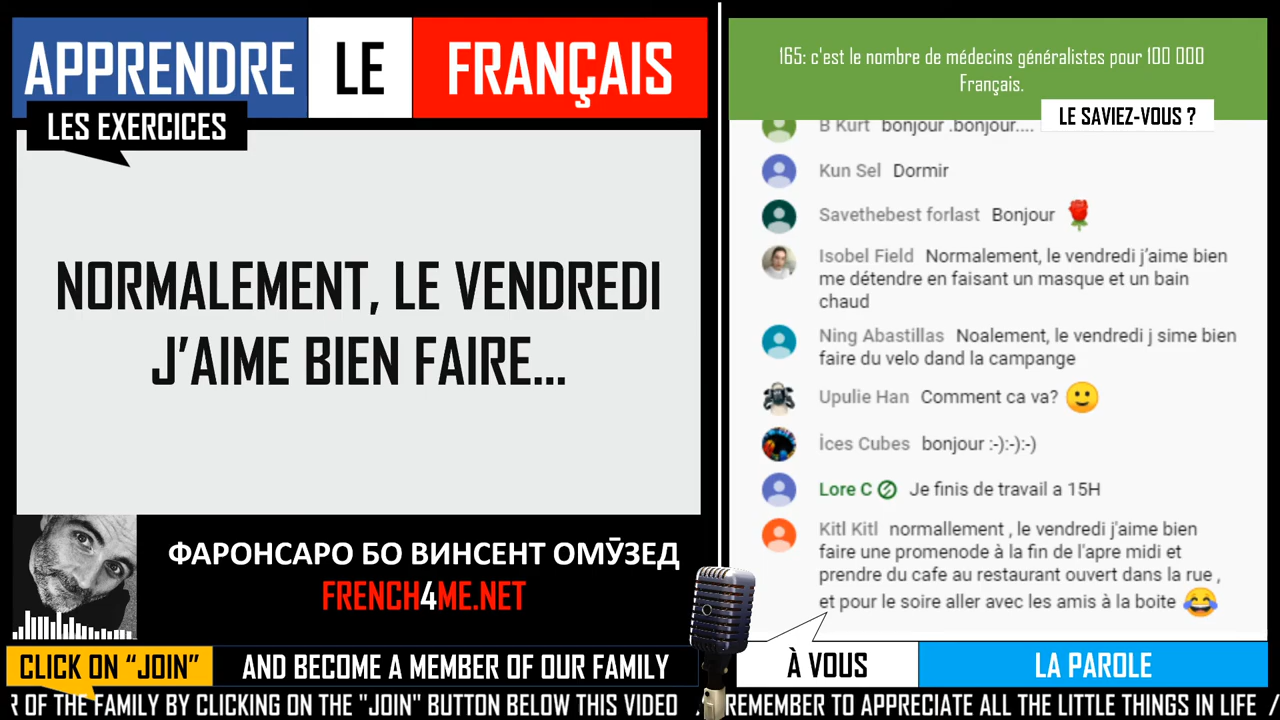 APPRENDRE LE FRANÇAIS
LES EXERCICES
NORMALEMENT, LE VENDREDI
J’AIME BIEN FAIRE...
ФАРОНСАРО БО ВИНСЕНТ ОМӮЗЕД
FRENCH4ME.NET
CLICK ON “JOIN” AND BECOME A MEMBER OF OUR FAMILY
165: c'est le nombre de médecins généralistes pour 100 000
Français.
LE SAVIEZ-VOUS ?
B Kurt bonjour .bonjour....
Kun Sel Dormir
Savethebest forlast Bonjour 🌹
Isobel Field Normalement, le vendredi j’aime bien
me détendre en faisant un masque et un bain
chaud
Ning Abastillas Noalement, le vendredi j sime bien
faire du velo dand la campange
Upulie Han Comment ca va? 🙂
İces Cubes bonjour :-):-):-)
Lore C Je finis de travail a 15H
Kitl Kitl normallement , le vendredi j'aime bien
faire une promenode à la fin de l'apre midi et
prendre du cafe au restaurant ouvert dans la rue ,
et pour le soire aller avec les amis à la boite 😂
À VOUS LA PAROLE
R OF THE FAMILY BY CLICKING ON THE "JOIN" BUTTON BELOW THIS VIDEO REMEMBER TO APPRECIATE ALL THE LITTLE THINGS IN LIFE /